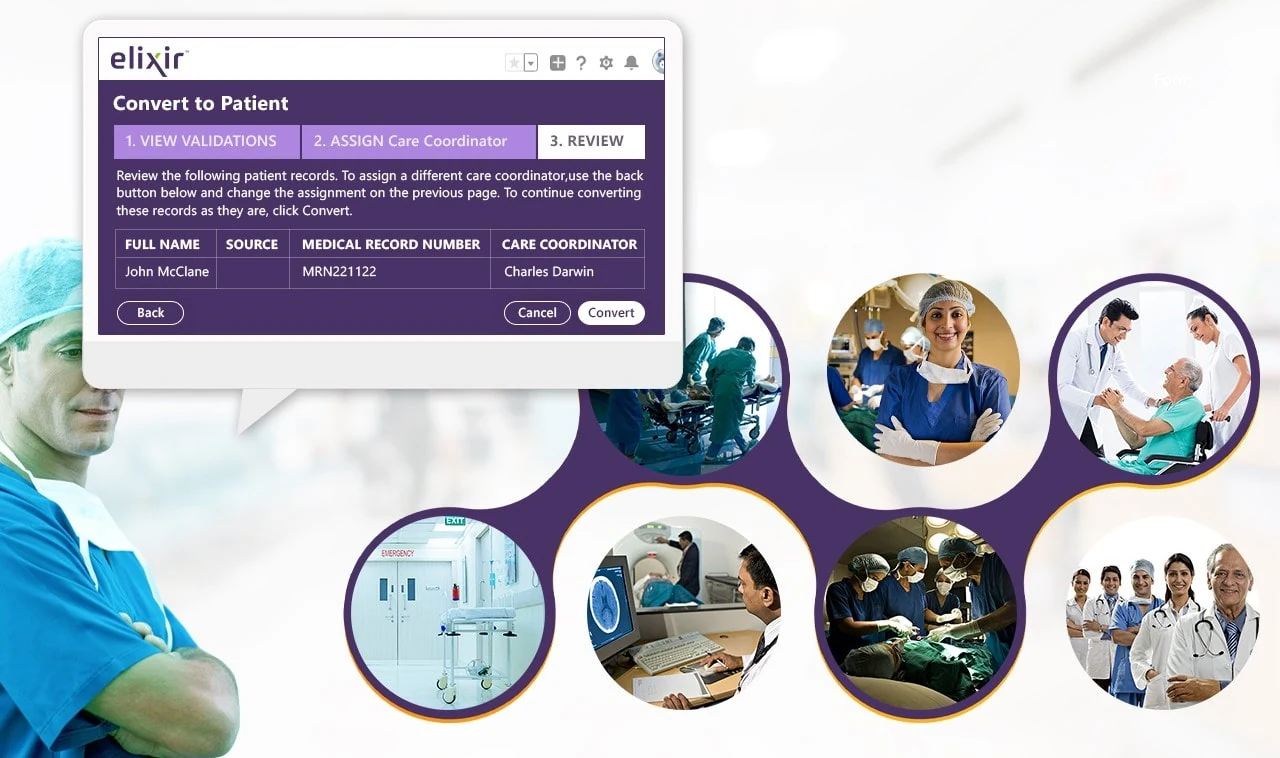 elixir™
Convert to Patient
1. VIEW VALIDATIONS
2. ASSIGN Care Coordinator
3. REVIEW
Review the following patient records. To assign a different care coordinator,use the back
button below and change the assignment on the previous page. To continue converting
these records as they are, click Convert.
FULL NAME SOURCE MEDICAL RECORD NUMBER CARE COORDINATOR
John McClane MRN221122 Charles Darwin
Back Cancel Convert
EXIT
EMERGENCY